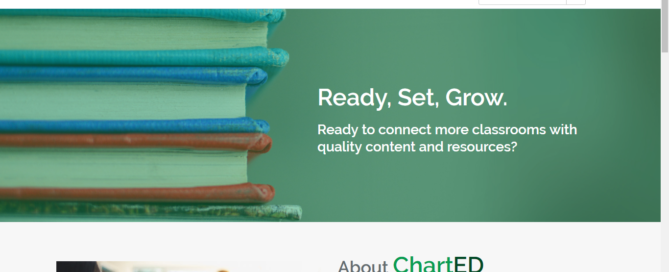 Ready, Set, Grow.
Ready to connect more classrooms with
quality content and resources?
About ChartED